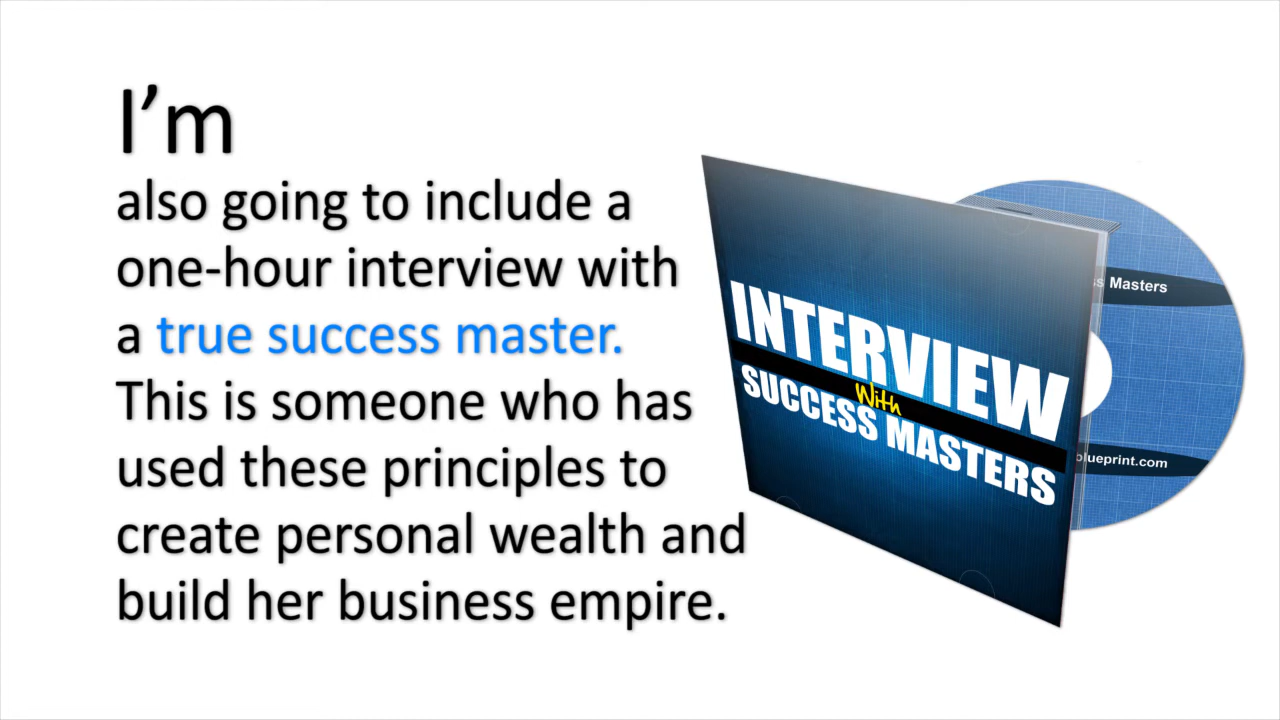 I’m
also going to include a
one-hour interview with
a true success master.
This is someone who has
used these principles to
create personal wealth and
build her business empire.
INTERVIEW
With
SUCCESS MASTERS
Masters
blueprint.com